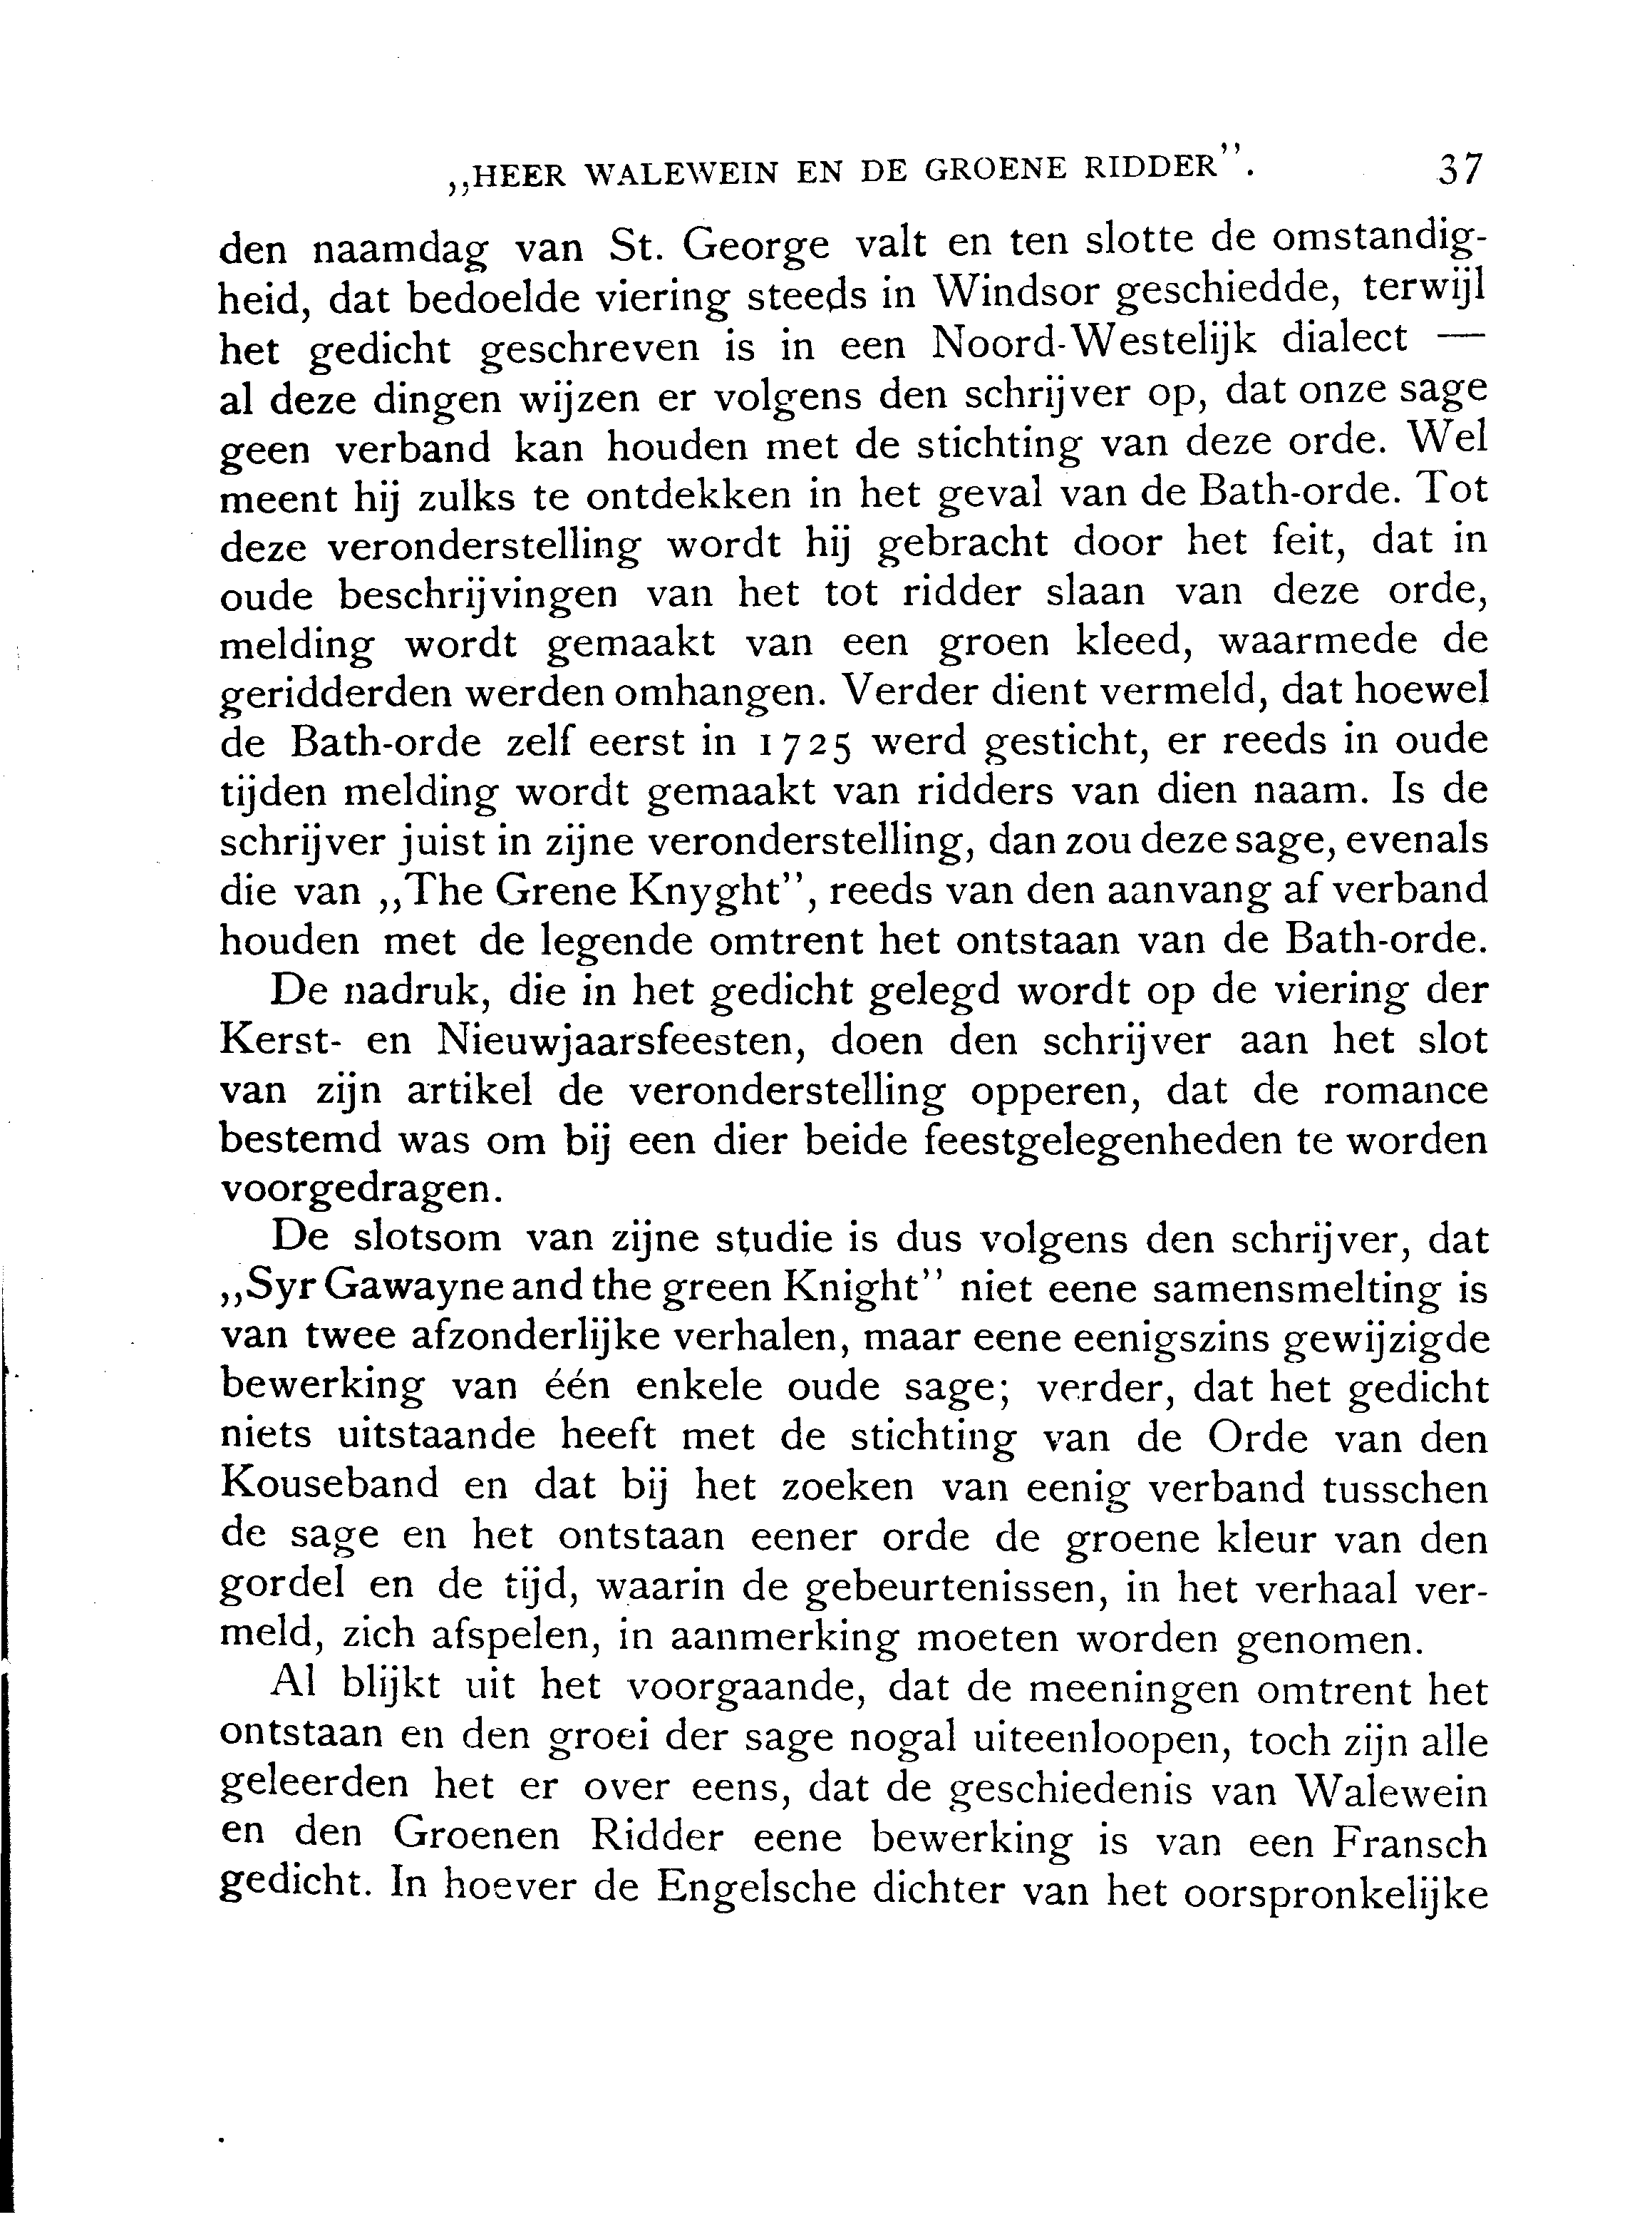 „HEER WALEWEIN EN DE GROENE RIDDER”. 37
den naamdag van St. George valt en ten slotte de omstandig-
heid, dat bedoelde viering steeds in Windsor geschiedde, terwijl
het gedicht geschreven is in een Noord-Westelijk dialect —
al deze dingen wijzen er volgens den schrijver op, dat onze sage
geen verband kan houden met de stichting van deze orde. Wel
meent hij zulks te ontdekken in het geval van de Bath-orde. Tot
deze veronderstelling wordt hij gebracht door het feit, dat in
oude beschrijvingen van het tot ridder slaan van deze orde,
melding wordt gemaakt van een groen kleed, waarmede de
geridderden werden omhangen. Verder dient vermeld, dat hoewel
de Bath-orde zelf eerst in 1725 werd gesticht, er reeds in oude
tijden melding wordt gemaakt van ridders van dien naam. Is de
schrijver juist in zijne veronderstelling, dan zou deze sage, evenals
die van „The Grene Knyght”, reeds van den aanvang af verband
houden met de legende omtrent het ontstaan van de Bath-orde.
De nadruk, die in het gedicht gelegd wordt op de viering der
Kerst- en Nieuwjaarsfeesten, doen den schrijver aan het slot
van zijn artikel de veronderstelling opperen, dat de romance
bestemd was om bij een dier beide feestgelegenheden te worden
voorgedragen.
De slotsom van zijne studie is dus volgens den schrijver, dat
„Syr Gawayne and the green Knight” niet eene samensmelting is
van twee afzonderlijke verhalen, maar eene eenigszins gewijzigde
bewerking van één enkele oude sage; verder, dat het gedicht
niets uitstaande heeft met de stichting van de Orde van den
Kouseband en dat bij het zoeken van eenig verband tusschen
de sage en het ontstaan eener orde de groene kleur van den
gordel en de tijd, waarin de gebeurtenissen, in het verhaal ver-
meld, zich afspelen, in aanmerking moeten worden genomen.
Al blijkt uit het voorgaande, dat de meeningen omtrent het
ontstaan en den groei der sage nogal uiteenloopen, toch zijn alle
geleerden het er over eens, dat de geschiedenis van Walewein
en den Groenen Ridder eene bewerking is van een Fransch
gedicht. In hoever de Engelsche dichter van het oorspronkelijke